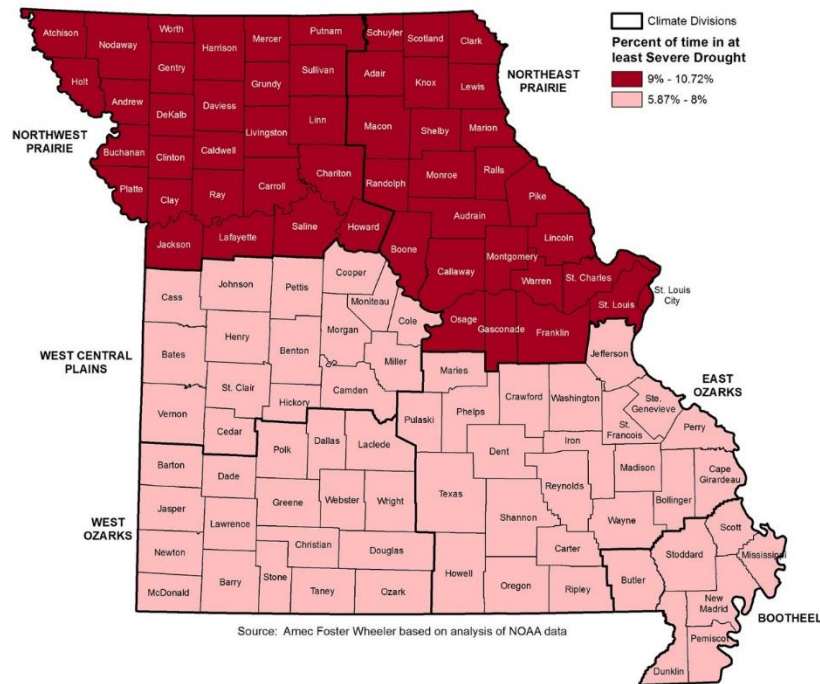 Climate Divisions
Percent of time in at
least Severe Drought
9% - 10.72%
5.87% - 8%
NORTHEAST
PRAIRIE
NORTHWEST
PRAIRIE
WEST CENTRAL
PLAINS
EAST
OZARKS
WEST
OZARKS
BOOTHEEL
Atchison
Nodaway
Worth
Harrison
Mercer
Putnam
Schuyler
Scotland
Clark
Holt
Gentry
Grundy
Sullivan
Adair
Knox
Lewis
Andrew
DeKalb
Daviess
Livingston
Linn
Macon
Shelby
Marion
Buchanan
Clinton
Caldwell
Chariton
Randolph
Monroe
Ralls
Platte
Clay
Ray
Carroll
Pike
Audrain
Jackson
Lafayette
Saline
Howard
Boone
Callaway
Montgomery
Lincoln
Warren
St. Charles
St. Louis
St. Louis
City
Osage
Gasconade
Franklin
Cass
Johnson
Pettis
Cooper
Moniteau
Cole
Morgan
Miller
Bates
Henry
Benton
Camden
Vernon
St. Clair
Hickory
Cedar
Jefferson
Maries
Pulaski
Phelps
Crawford
Washington
Ste.
Genevieve
St.
Francois
Perry
Iron
Dent
Madison
Cape
Girardeau
Barton
Dade
Polk
Dallas
Laclede
Texas
Reynolds
Bollinger
Jasper
Lawrence
Greene
Webster
Wright
Shannon
Wayne
Scott
Newton
Christian
Douglas
Carter
Stoddard
Mississippi
McDonald
Barry
Stone
Taney
Ozark
Howell
Oregon
Ripley
Butler
New
Madrid
Pemiscot
Dunklin
Source: Amec Foster Wheeler based on analysis of NOAA data